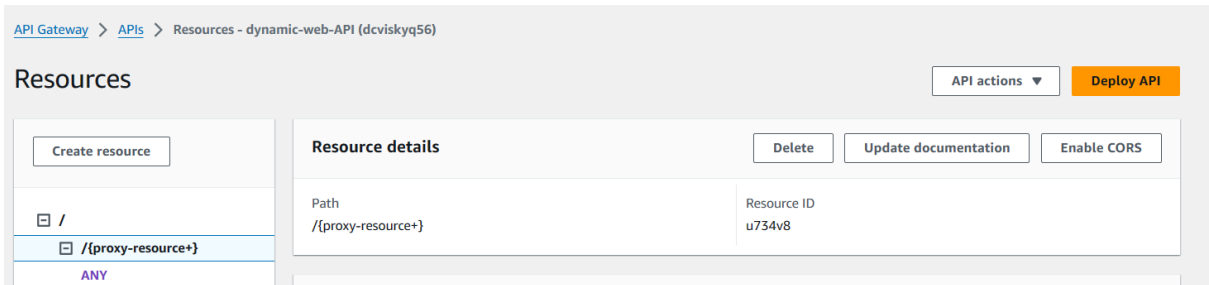 API Gateway > APIs > Resources - dynamic-web-API (dcviskyq56)
Resources
API actions ▼ Deploy API
Create resource
Resource details Delete Update documentation Enable CORS
Path Resource ID
/{proxy-resource+} u734v8
/
/{proxy-resource+}
ANY